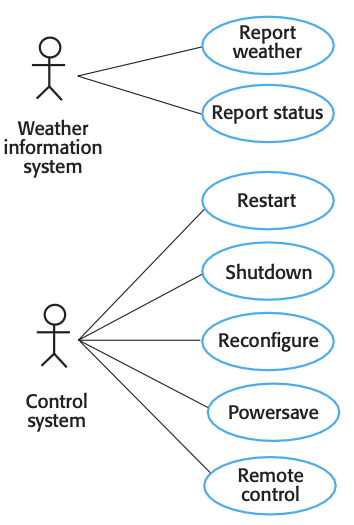 Report
weather
Report status
Weather
information
system
Restart
Shutdown
Reconfigure
Control
system
Powersave
Remote
control